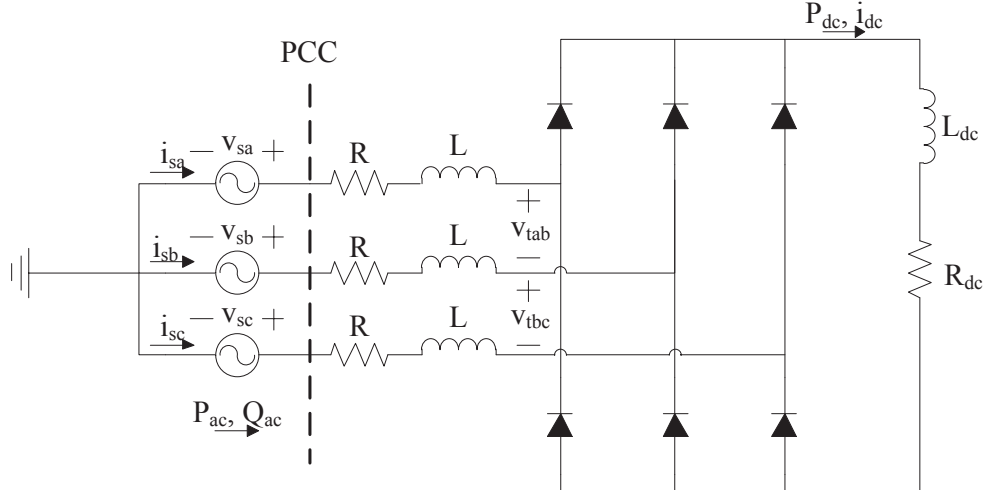 P_dc, i_dc
PCC
L_dc
i_sa − v_sa + R L
+
v_tab
−
i_sb − v_sb + R L
R_dc
+
v_tbc
−
i_sc − v_sc + R L
P_ac, Q_ac